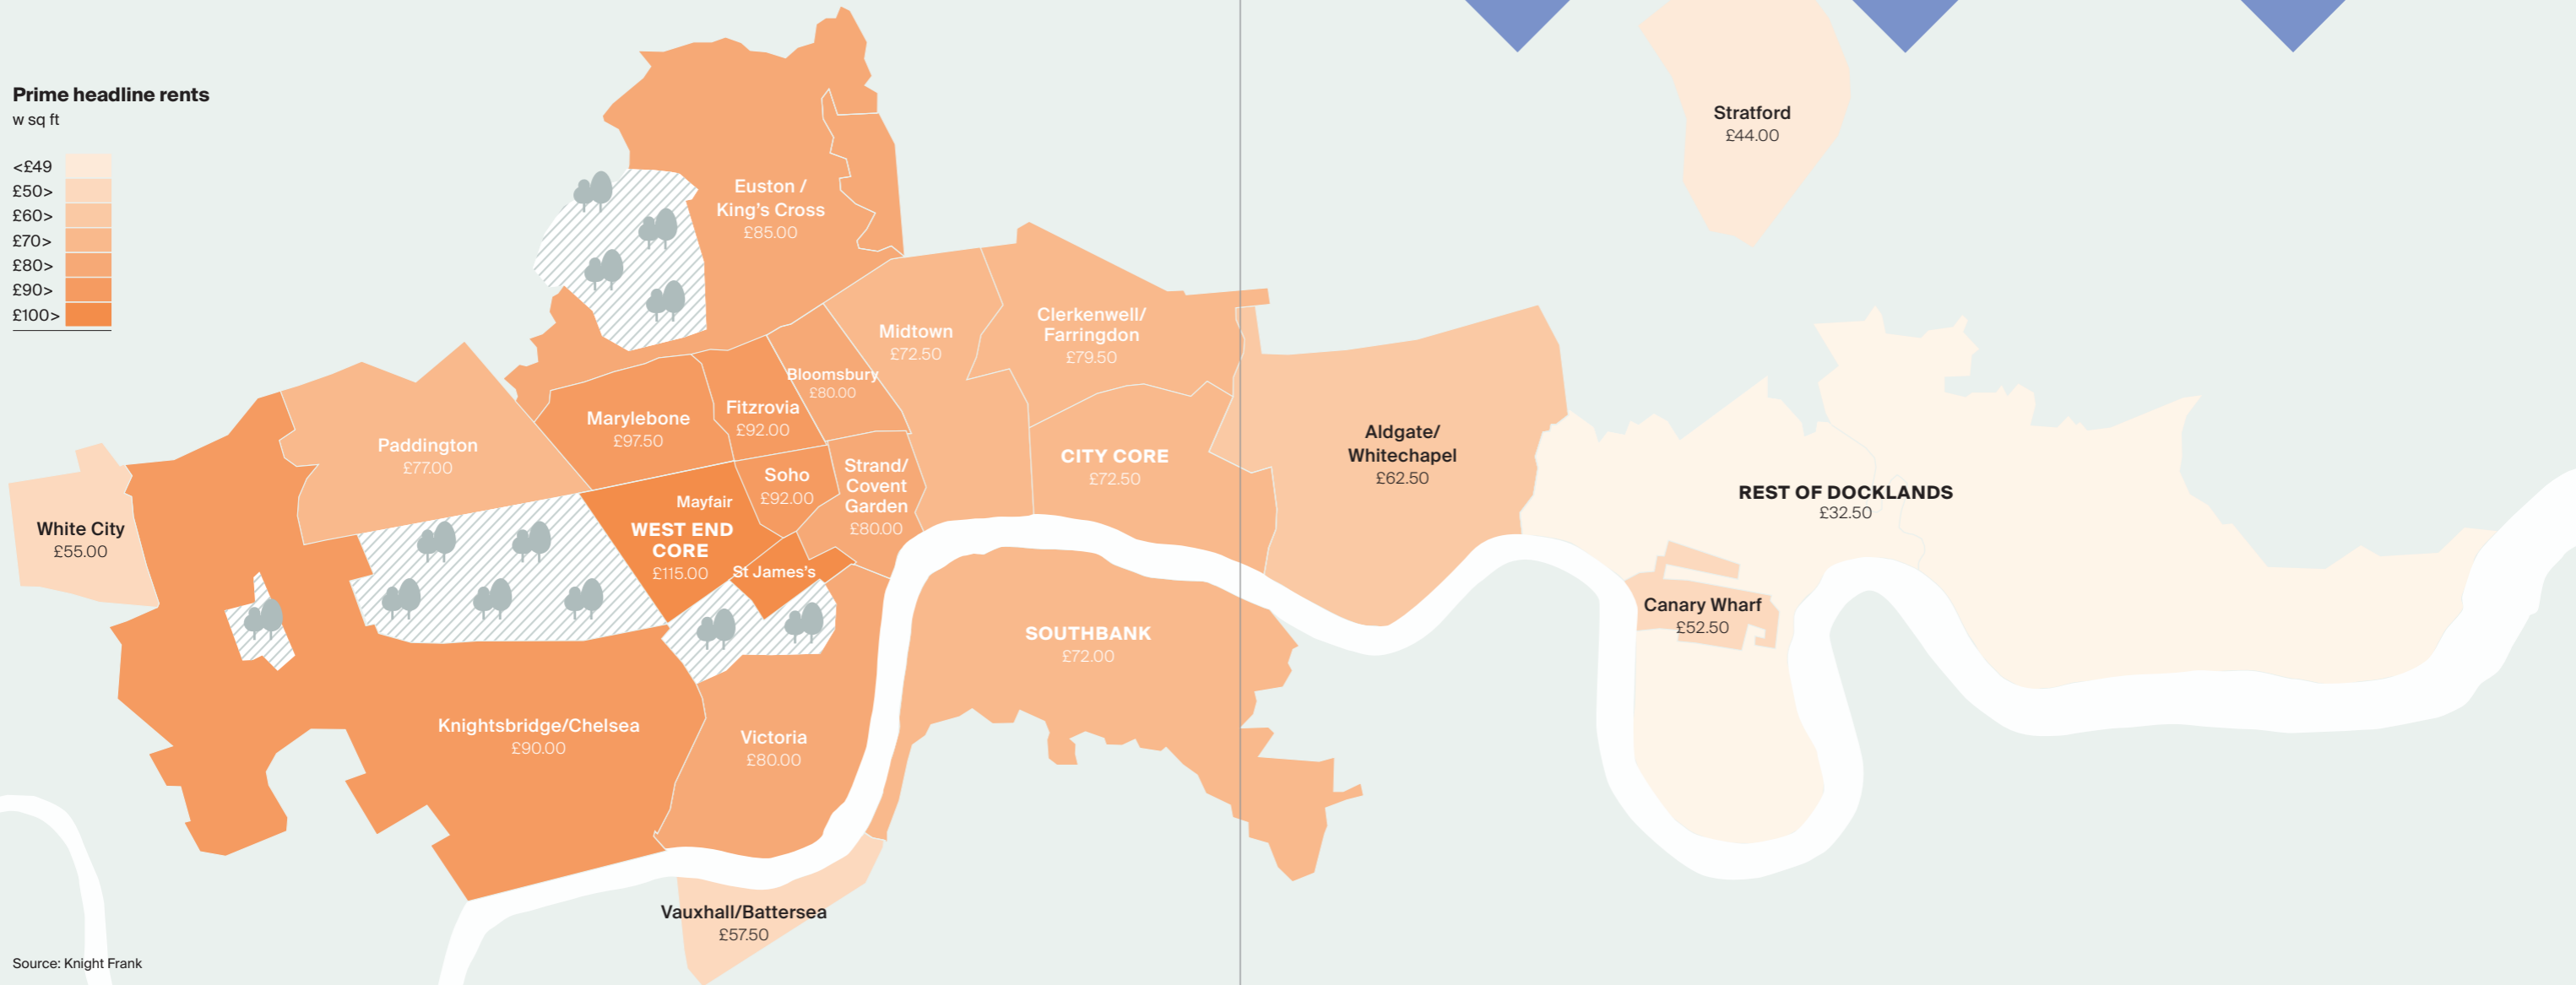 Prime headline rents
w sq ft
<£49
£50>
£60>
£70>
£80>
£90>
£100>
Stratford
£44.00
Euston /
King's Cross
£85.00
Midtown
£72.50
Clerkenwell/
Farringdon
£79.50
Bloomsbury
£80.00
Marylebone
£97.50
Fitzrovia
£92.00
Paddington
£77.00
White City
£55.00
Soho
£92.00
Strand/
Covent
Garden
£80.00
CITY CORE
£72.50
Aldgate/
Whitechapel
£62.50
Mayfair
WEST END
CORE
£115.00
St James's
REST OF DOCKLANDS
£32.50
Canary Wharf
£52.50
SOUTHBANK
£72.00
Knightsbridge/Chelsea
£90.00
Victoria
£80.00
Vauxhall/Battersea
£57.50
Source: Knight Frank